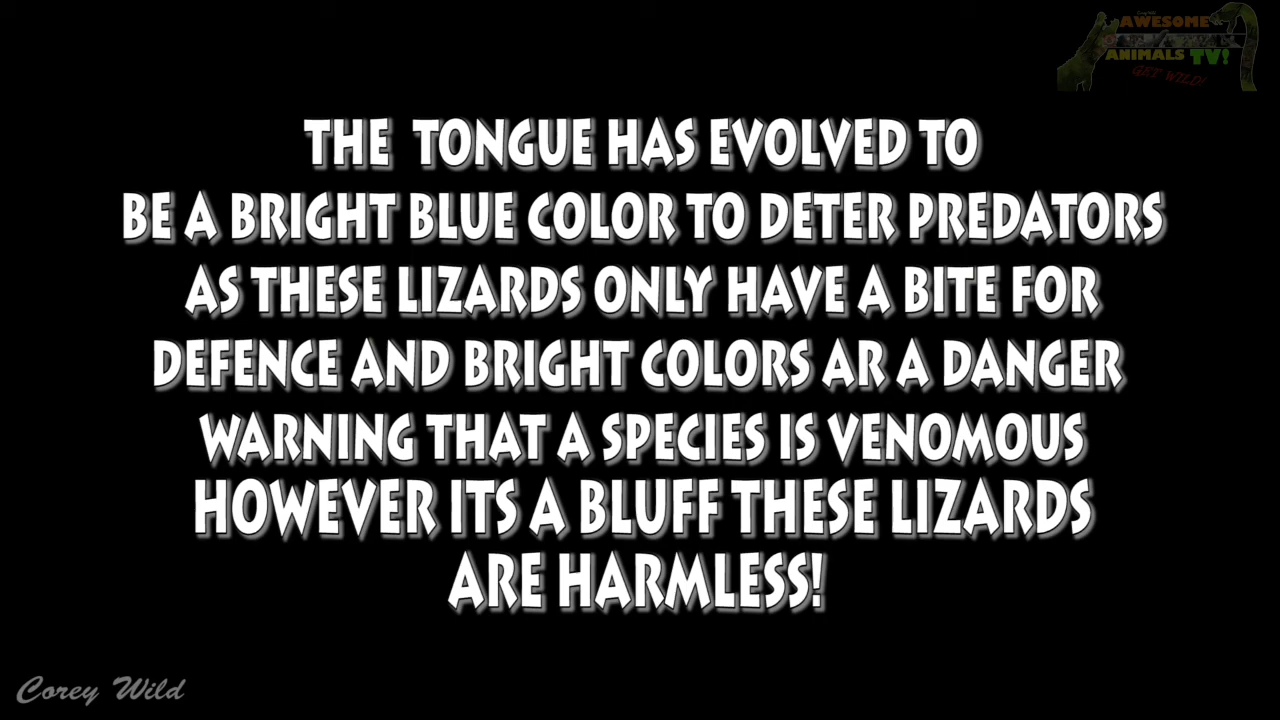 AWESOME
ANIMALS TV!
GET WILD!
THE TONGUE HAS EVOLVED TO
BE A BRIGHT BLUE COLOR TO DETER PREDATORS
AS THESE LIZARDS ONLY HAVE A BITE FOR
DEFENCE AND BRIGHT COLORS AR A DANGER
WARNING THAT A SPECIES IS VENOMOUS
HOWEVER ITS A BLUFF THESE LIZARDS
ARE HARMLESS!
Corey Wild